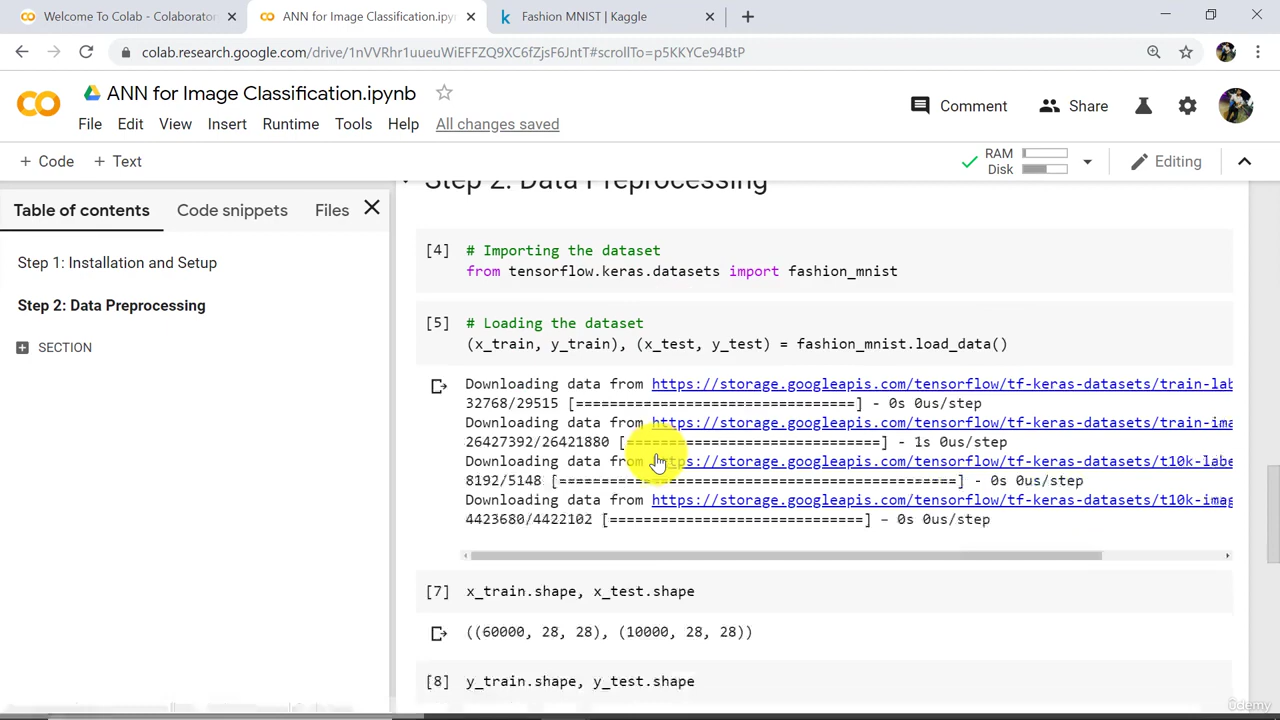 Welcome To Colab - Colaborator
ANN for Image Classification.ipyn
Fashion MNIST | Kaggle
colab.research.google.com/drive/1nVVRhr1uueuWiEFFZQ9XC6fZjsF6JntT#scrollTo=p5KKYCe94BtP
ANN for Image Classification.ipynb
Comment
Share
File Edit View Insert Runtime Tools Help All changes saved
+ Code + Text
RAM
Disk
Editing
Table of contents Code snippets Files
Step 1: Installation and Setup
Step 2: Data Preprocessing
SECTION
Step 2: Data Preprocessing
[4] # Importing the dataset
from tensorflow.keras.datasets import fashion_mnist
[5] # Loading the dataset
(x_train, y_train), (x_test, y_test) = fashion_mnist.load_data()
Downloading data from https://storage.googleapis.com/tensorflow/tf-keras-datasets/train-lab
32768/29515 [==============================] - 0s 0us/step
Downloading data from https://storage.googleapis.com/tensorflow/tf-keras-datasets/train-ima
26427392/26421880 [==============================] - 1s 0us/step
Downloading data from https://storage.googleapis.com/tensorflow/tf-keras-datasets/t10k-labe
8192/5148 [===============================================] - 0s 0us/step
Downloading data from https://storage.googleapis.com/tensorflow/tf-keras-datasets/t10k-imag
4423680/4422102 [==============================] - 0s 0us/step
[7] x_train.shape, x_test.shape
((60000, 28, 28), (10000, 28, 28))
[8] y_train.shape, y_test.shape
ûdemy